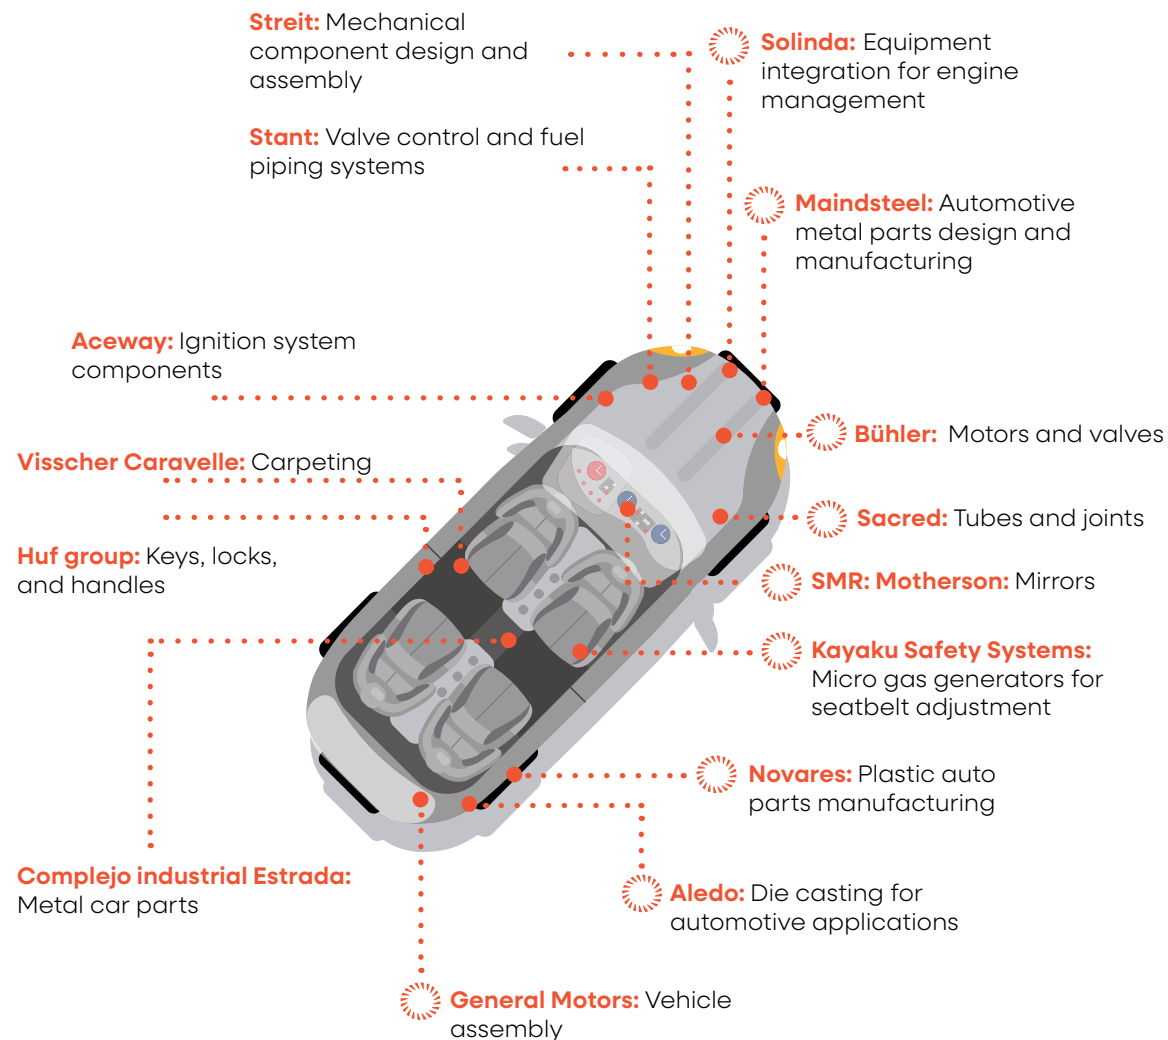 Streit: Mechanical
component design and
assembly
Solinda: Equipment
integration for engine
management
Stant: Valve control and fuel
piping systems
Maindsteel: Automotive
metal parts design and
manufacturing
Aceway: Ignition system
components
Bühler: Motors and valves
Visscher Caravelle: Carpeting
Sacred: Tubes and joints
Huf group: Keys, locks,
and handles
SMR: Motherson: Mirrors
Kayaku Safety Systems:
Micro gas generators for
seatbelt adjustment
Novares: Plastic auto
parts manufacturing
Complejo industrial Estrada:
Metal car parts
Aledo: Die casting for
automotive applications
General Motors: Vehicle
assembly